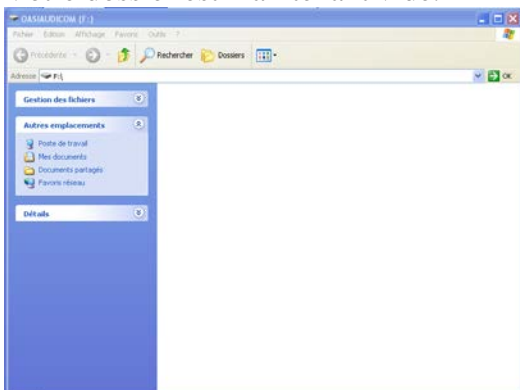 OASIAUDICOM (F:)
Fichier Edition Affichage Favoris Outils ?
Précédente Rechercher Dossiers
Adresse F:\ OK
Gestion des fichiers
Autres emplacements
Poste de travail
Mes documents
Documents partagés
Favoris réseau
Détails